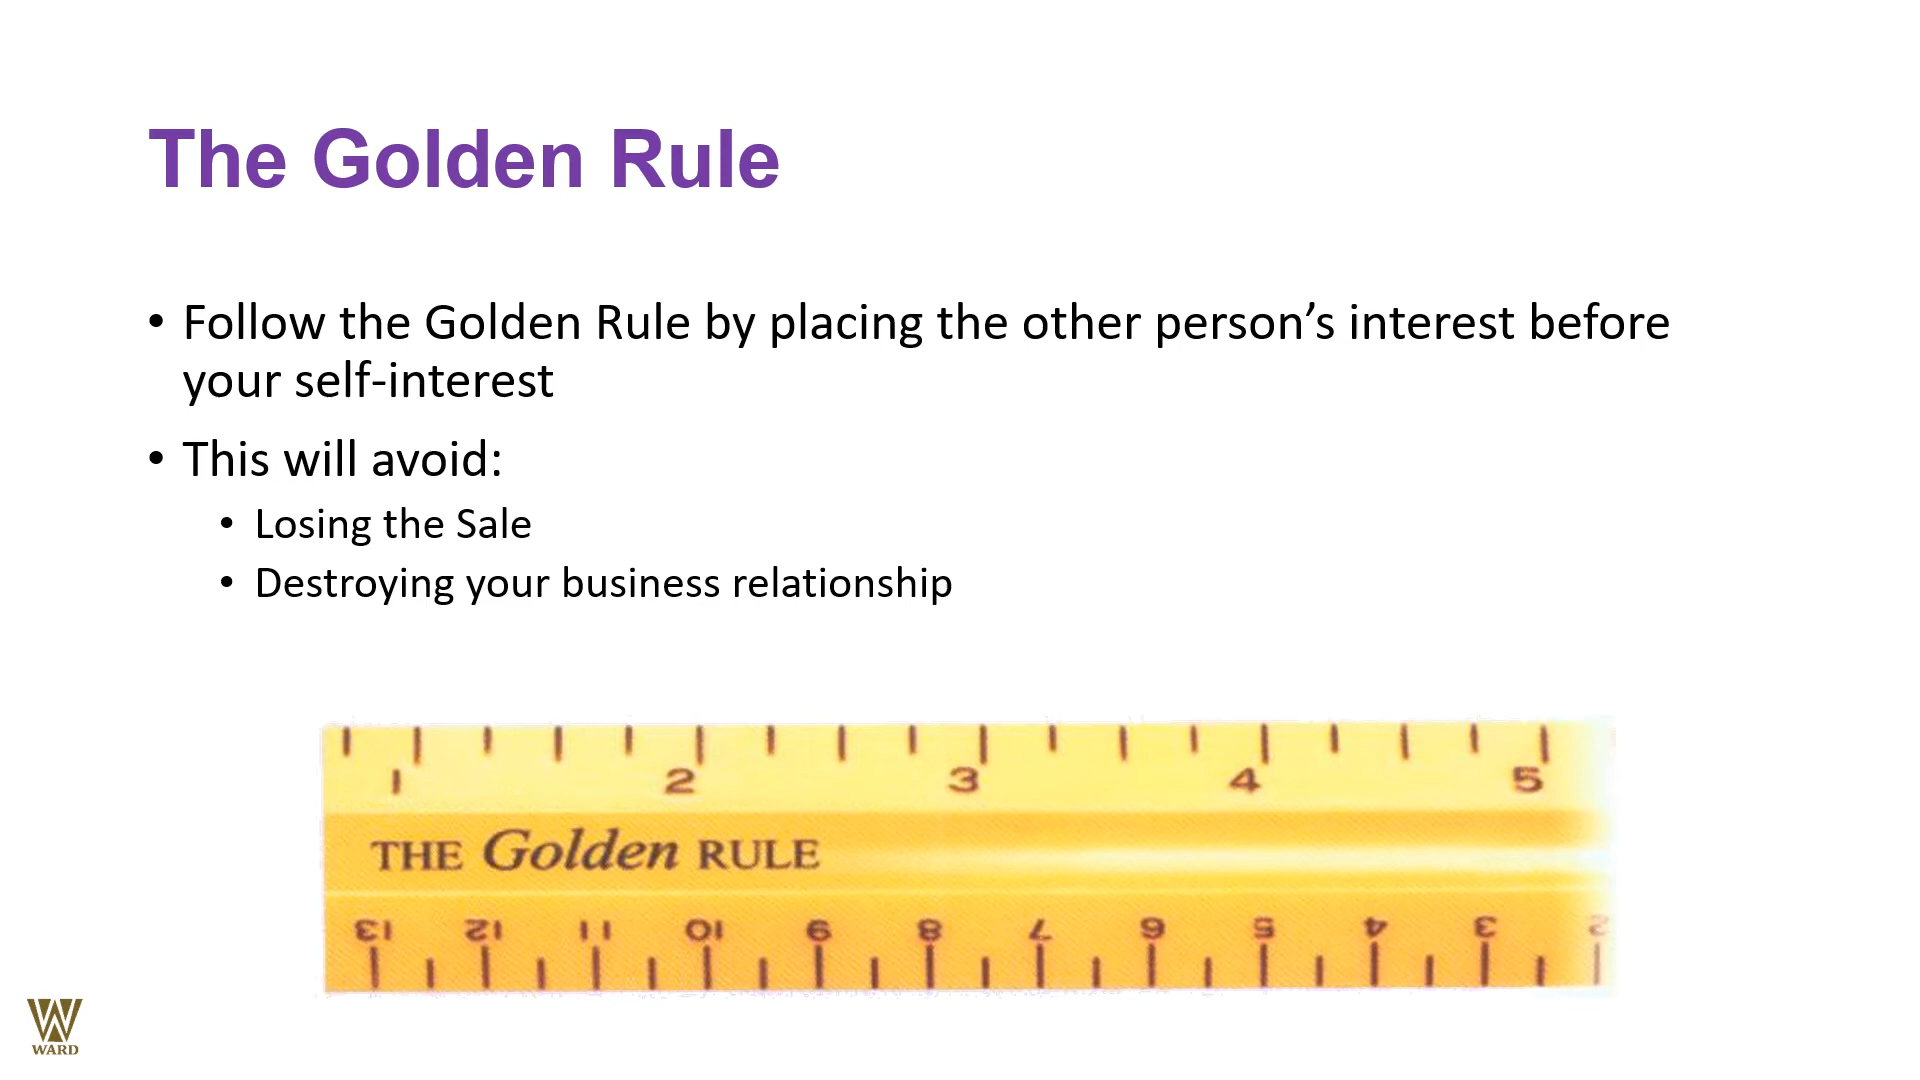 The Golden Rule
• Follow the Golden Rule by placing the other person’s interest before
your self-interest
• This will avoid:
• Losing the Sale
• Destroying your business relationship
1 2 3 4 5
THE Golden RULE
13 12 11 10 9 8 7 6 5 4 3 2
W
WARD